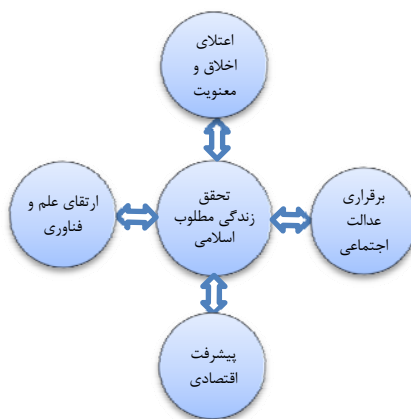 اعتلای
اخلاق و
معنویت
تحقق
زندگی مطلوب
اسلامی
برقراری
عدالت
اجتماعی
ارتقای علم و
فناوری
پیشرفت
اقتصادی